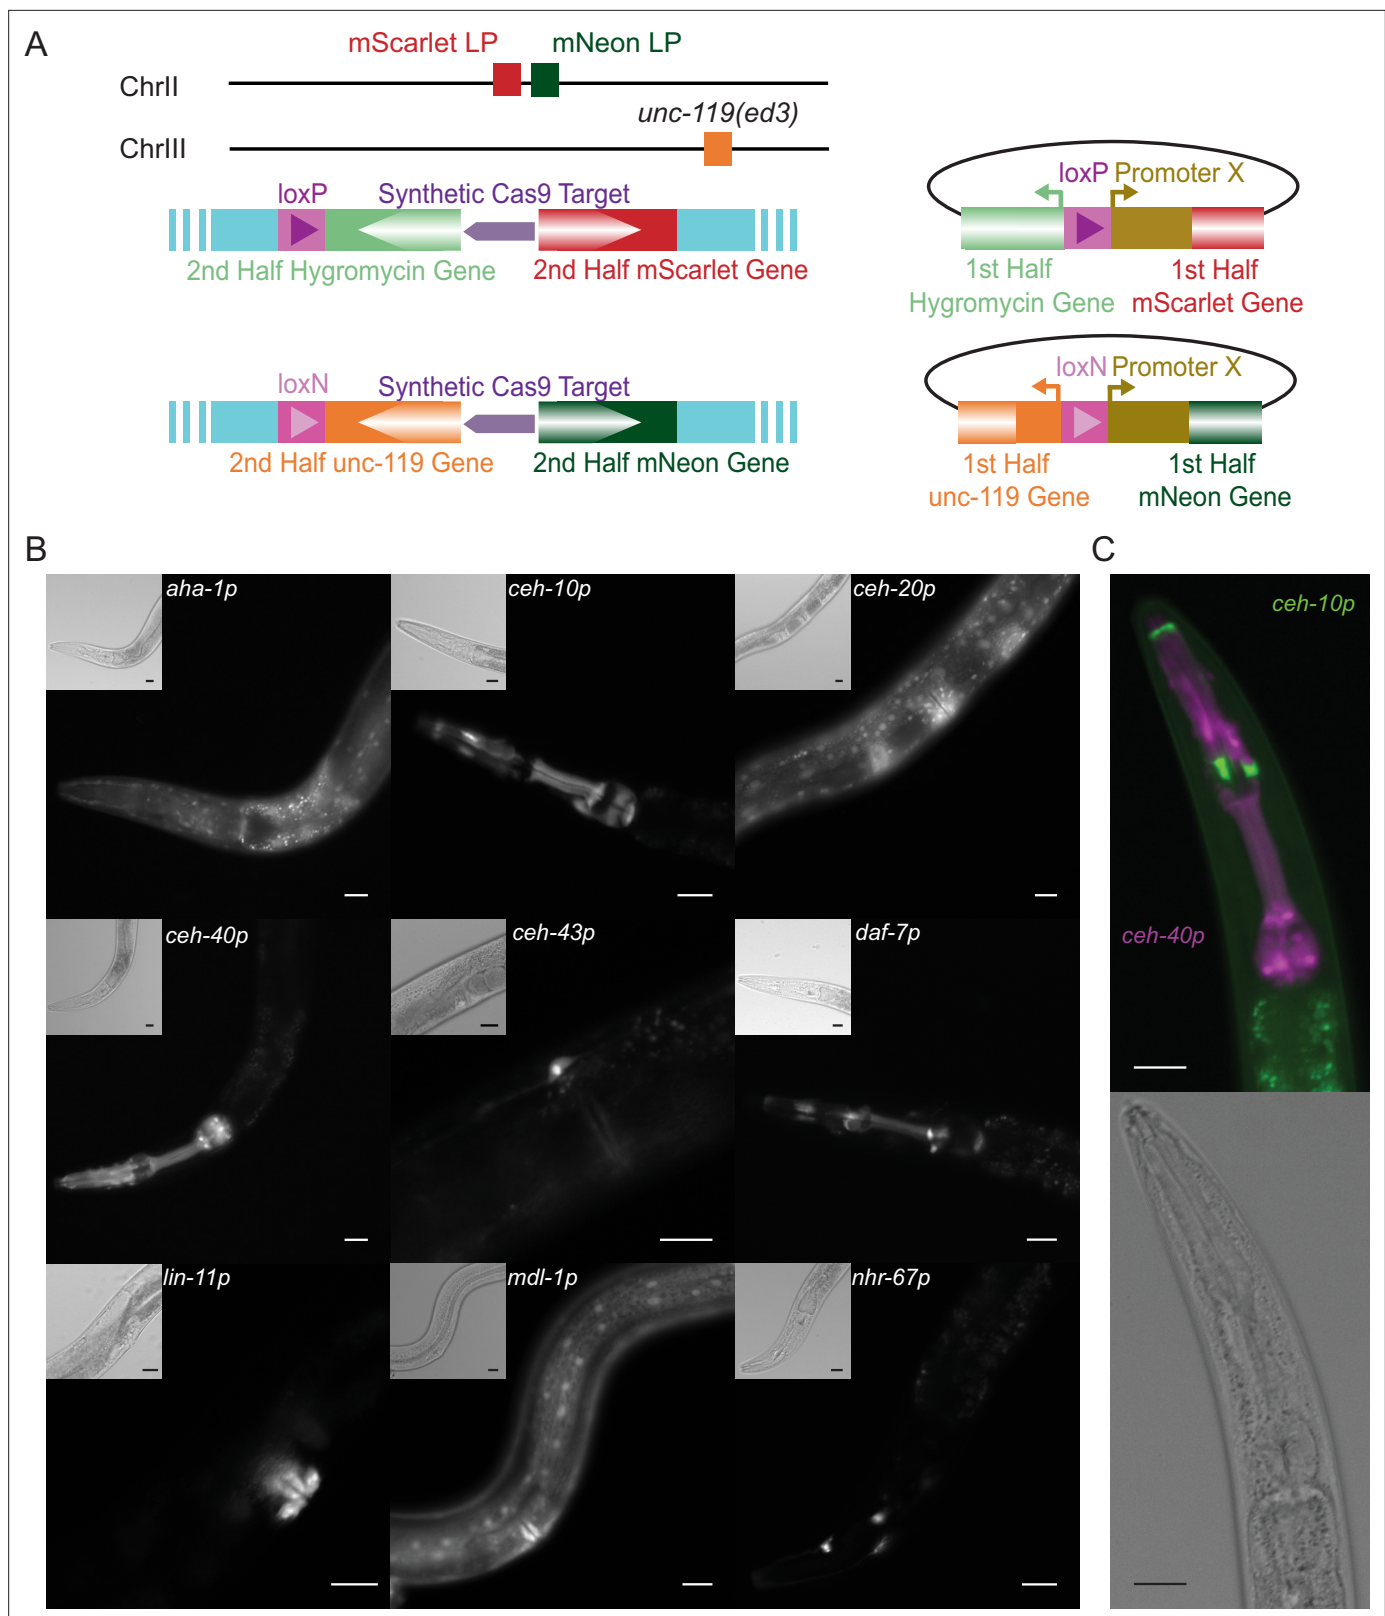 A
mScarlet LP mNeon LP
ChrII
unc-119(ed3)
ChrIII
loxP Synthetic Cas9 Target
2nd Half Hygromycin Gene 2nd Half mScarlet Gene
loxP Promoter X
1st Half 1st Half
Hygromycin Gene mScarlet Gene
loxN Synthetic Cas9 Target
2nd Half unc-119 Gene 2nd Half mNeon Gene
loxN Promoter X
1st Half 1st Half
unc-119 Gene mNeon Gene
B
aha-1p ceh-10p ceh-20p
ceh-40p ceh-43p daf-7p
lin-11p mdl-1p nhr-67p
C
ceh-10p
ceh-40p